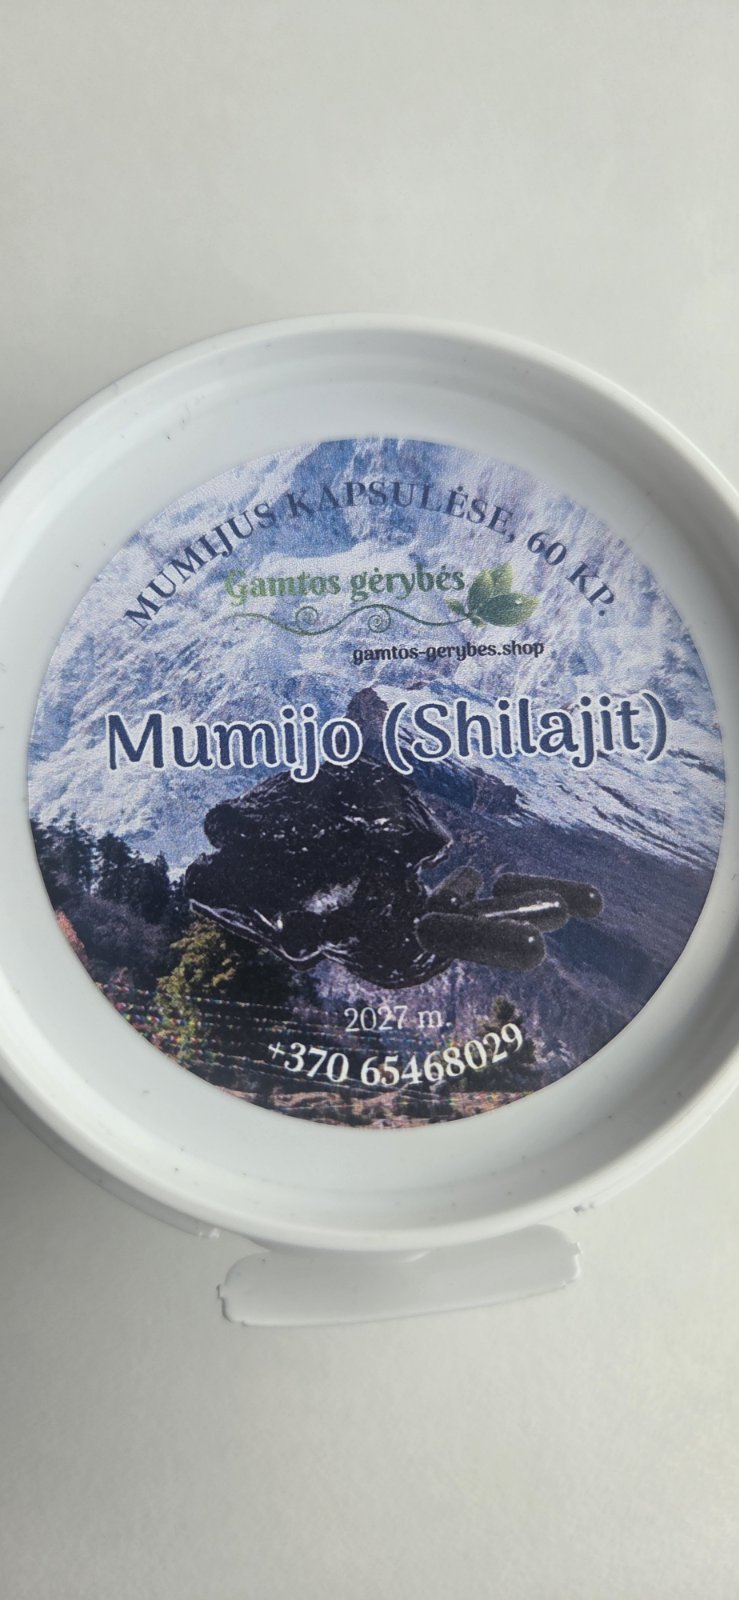 MUMIJUS KAPSULĖSE, 60 KP.
Gamtos gėrybės
gamtos-gerybes.shop
Mumijo (Shilajit)
2027 m.
+370 65468029